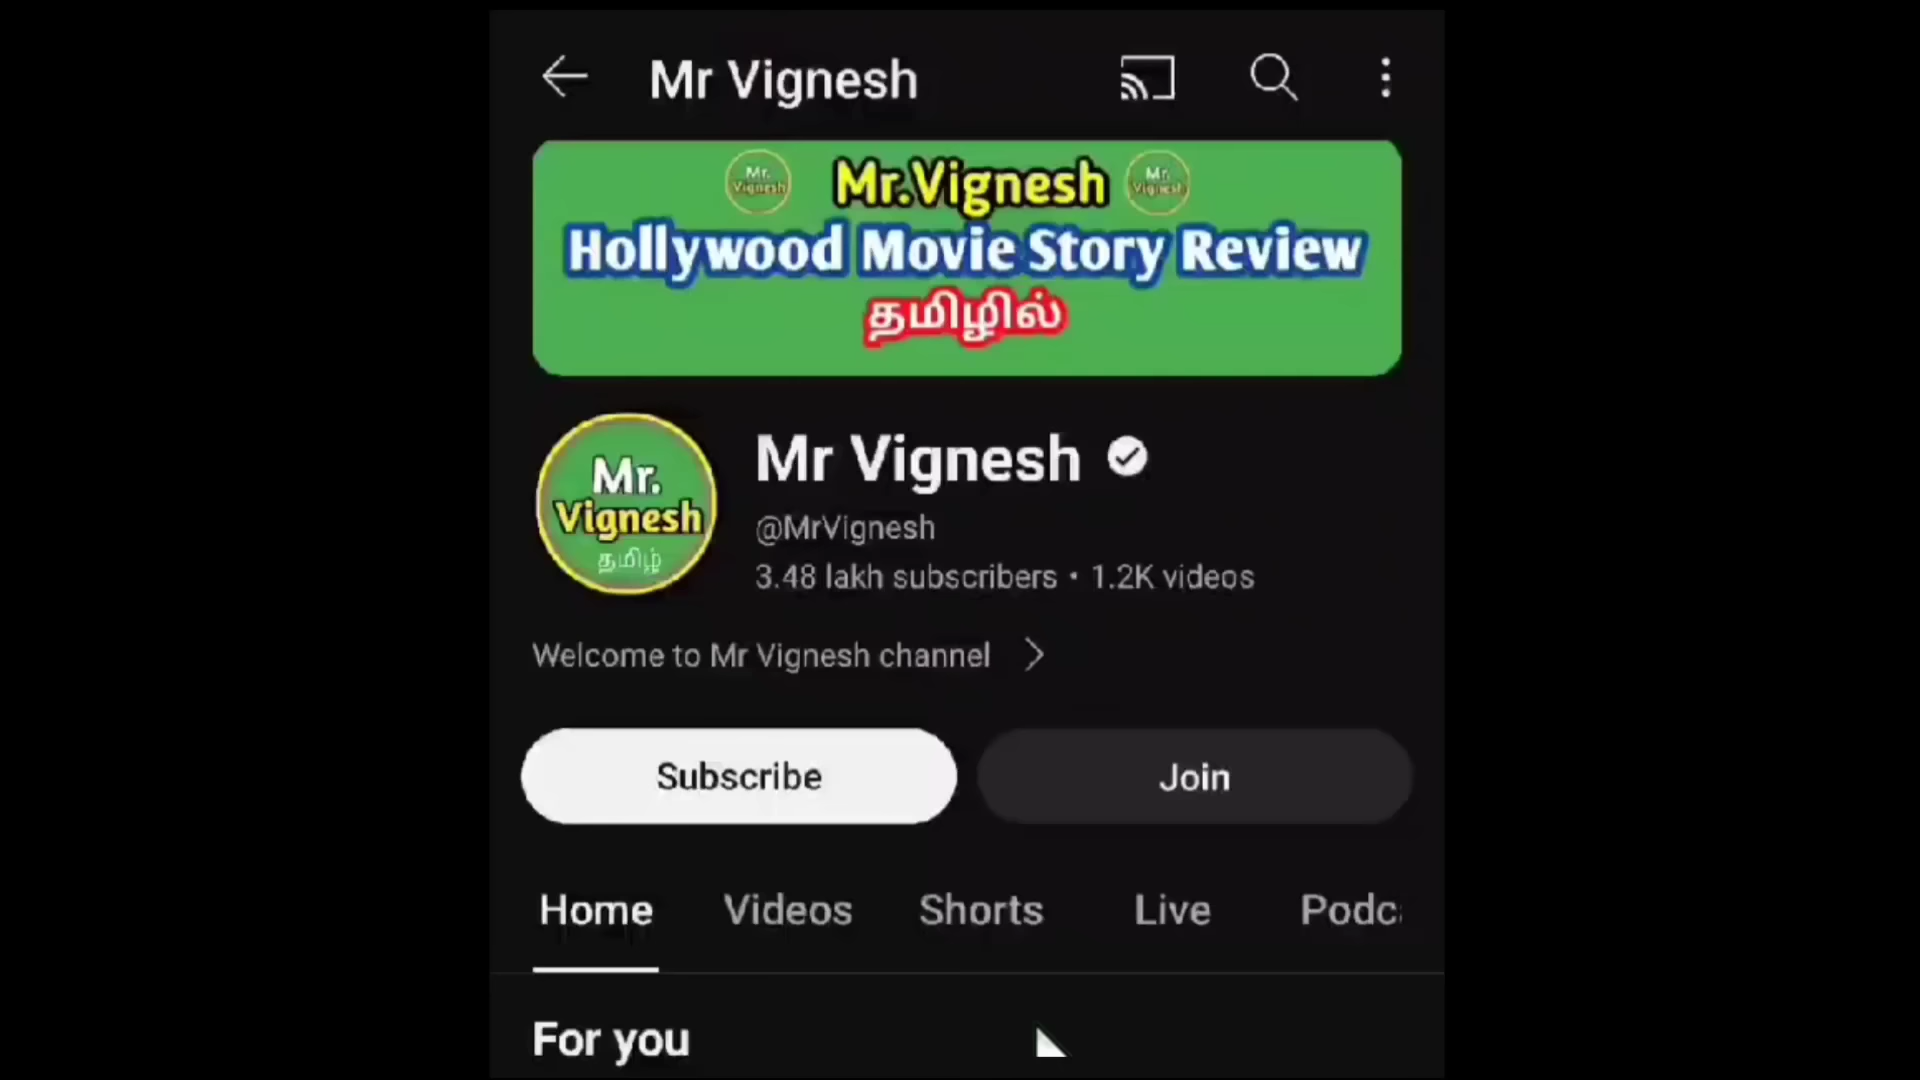 Mr Vignesh
Mr. Vignesh
Mr.Vignesh
Mr. Vignesh
Hollywood Movie Story Review
தமிழில்
Mr.
Vignesh
தமிழ்
Mr Vignesh
@MrVignesh
3.48 lakh subscribers • 1.2K videos
Welcome to Mr Vignesh channel
Subscribe
Join
Home Videos Shorts Live Podc
For you